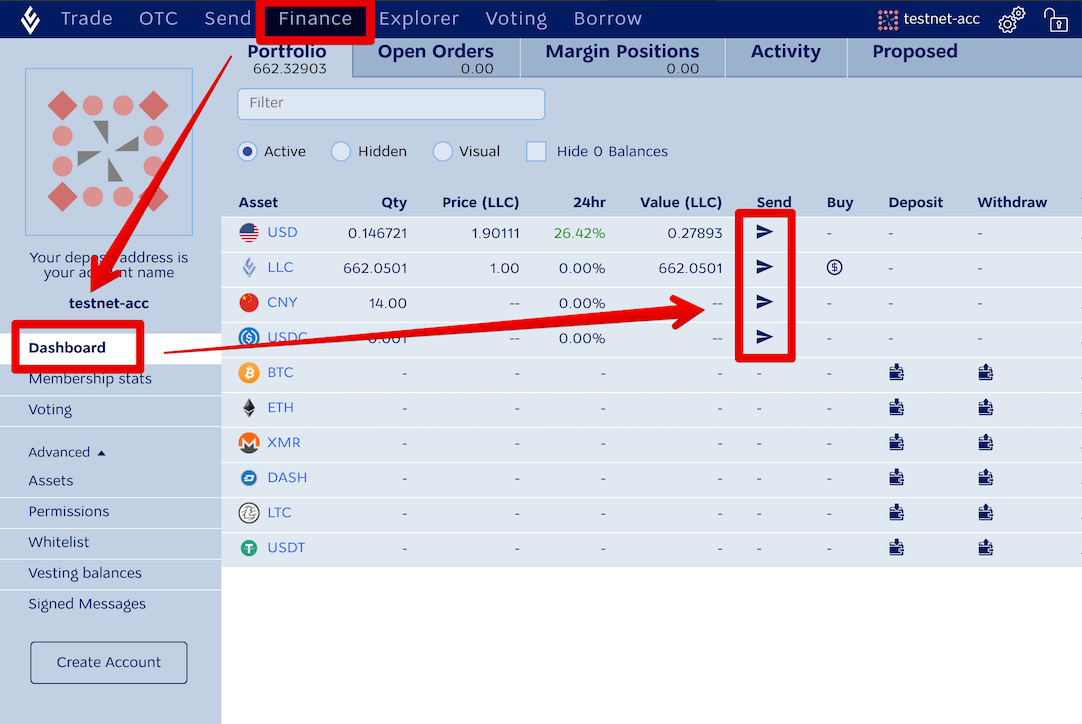 Trade OTC Send Finance Explorer Voting Borrow testnet-acc
Portfolio Open Orders Margin Positions Activity Proposed
662.32903 0.00 0.00
Filter
Active Hidden Visual Hide 0 Balances
Asset Qty Price (LLC) 24hr Value (LLC) Send Buy Deposit Withdraw
USD 0.146721 1.90111 26.42% 0.27893 - - -
LLC 662.0501 1.00 0.00% 662.0501 - -
CNY 14.00 -- 0.00% -- - - -
USDC 0.001 -- 0.00% -- - - -
BTC - - - - - -
ETH - - - - - -
XMR - - - - - -
DASH - - - - - -
LTC - - - - - -
USDT - - - - - -
Your deposit address is
your account name
testnet-acc
Dashboard
Membership stats
Voting
Advanced
Assets
Permissions
Whitelist
Vesting balances
Signed Messages
Create Account